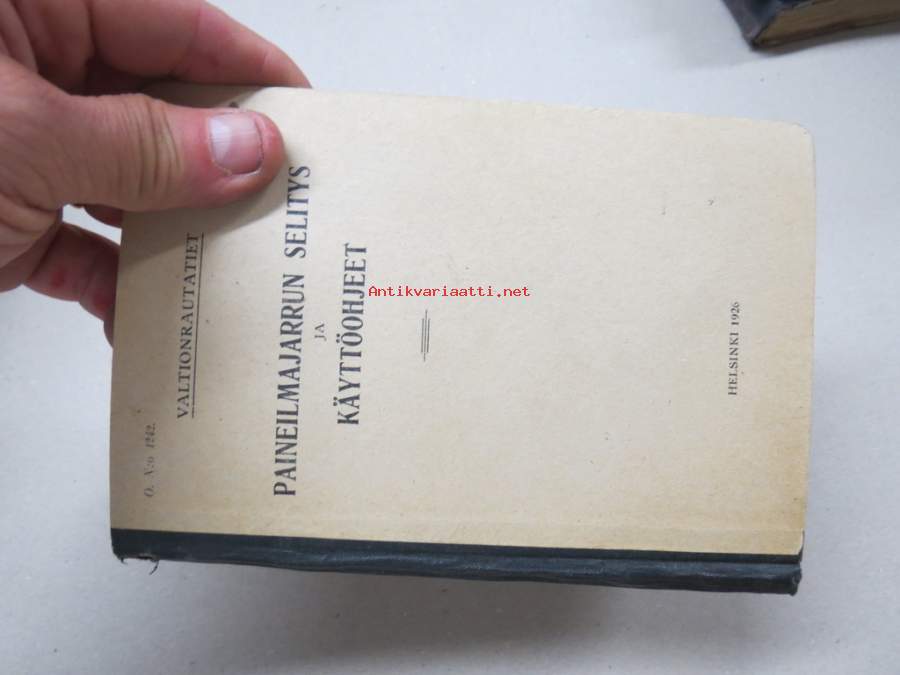 O. N:o 1242.
VALTIONRAUTATIET
PAINEILMAJARRUN SELITYS
JA
KÄYTTÖOHJEET
HELSINKI 1926
Antikvariaatti.net